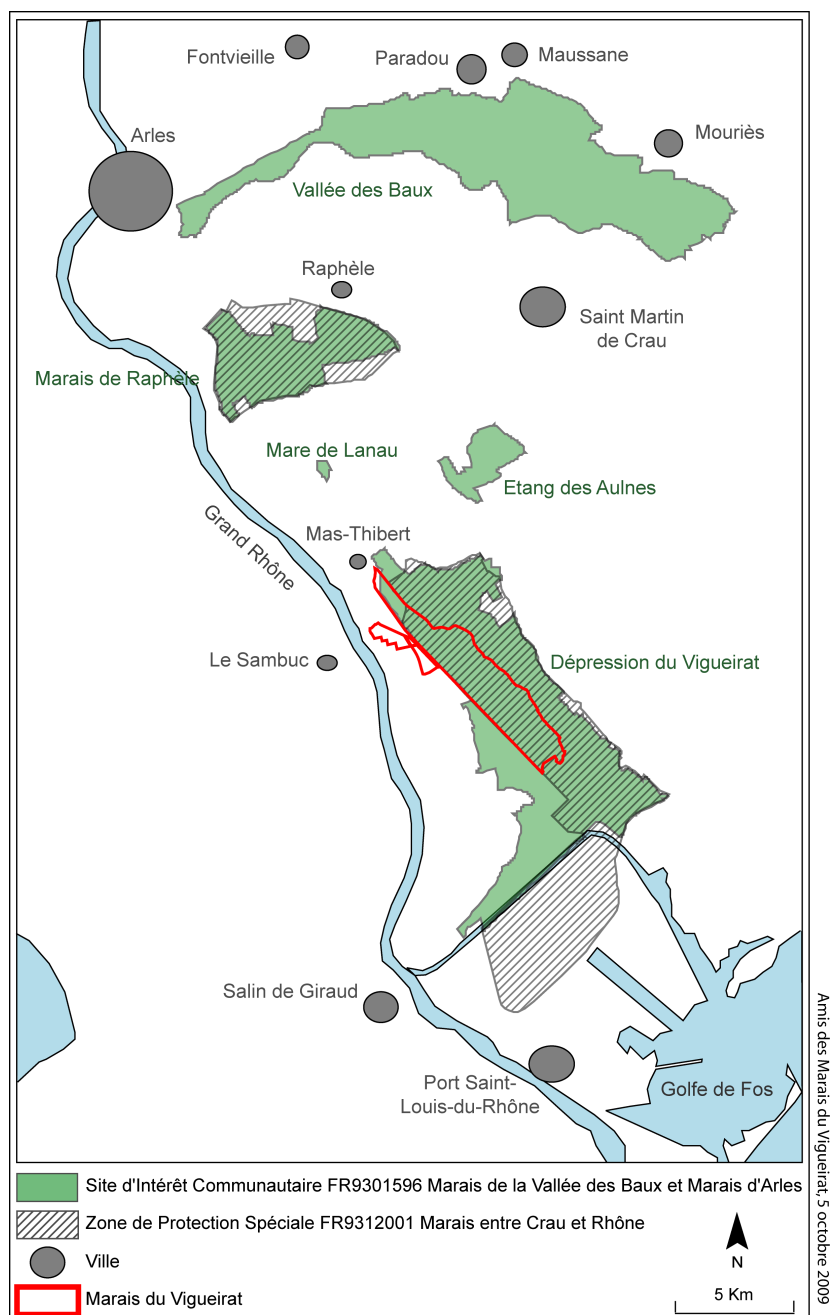 Fontvieille
Paradou
Maussane
Arles
Mouriès
Vallée des Baux
Raphèle
Saint Martin
de Crau
Marais de Raphèle
Mare de Lanau
Etang des Aulnes
Grand Rhône
Mas-Thibert
Le Sambuc
Dépression du Vigueirat
Salin de Giraud
Port Saint-
Louis-du-Rhône
Golfe de Fos
Site d'Intérêt Communautaire FR9301596 Marais de la Vallée des Baux et Marais d'Arles
Zone de Protection Spéciale FR9312001 Marais entre Crau et Rhône
Ville
Marais du Vigueirat
N
5 Km
Amis des Marais du Vigueirat, 5 octobre 2009